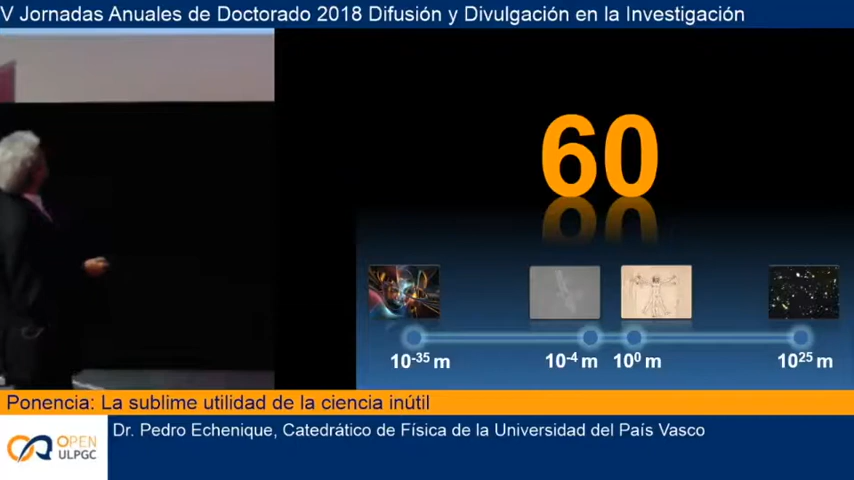 V Jornadas Anuales de Doctorado 2018 Difusión y Divulgación en la Investigación
60
10-35 m
10-4 m
100 m
1025 m
Ponencia: La sublime utilidad de la ciencia inútil
Dr. Pedro Echenique, Catedrático de Física de la Universidad del País Vasco
OPEN
ULPGC